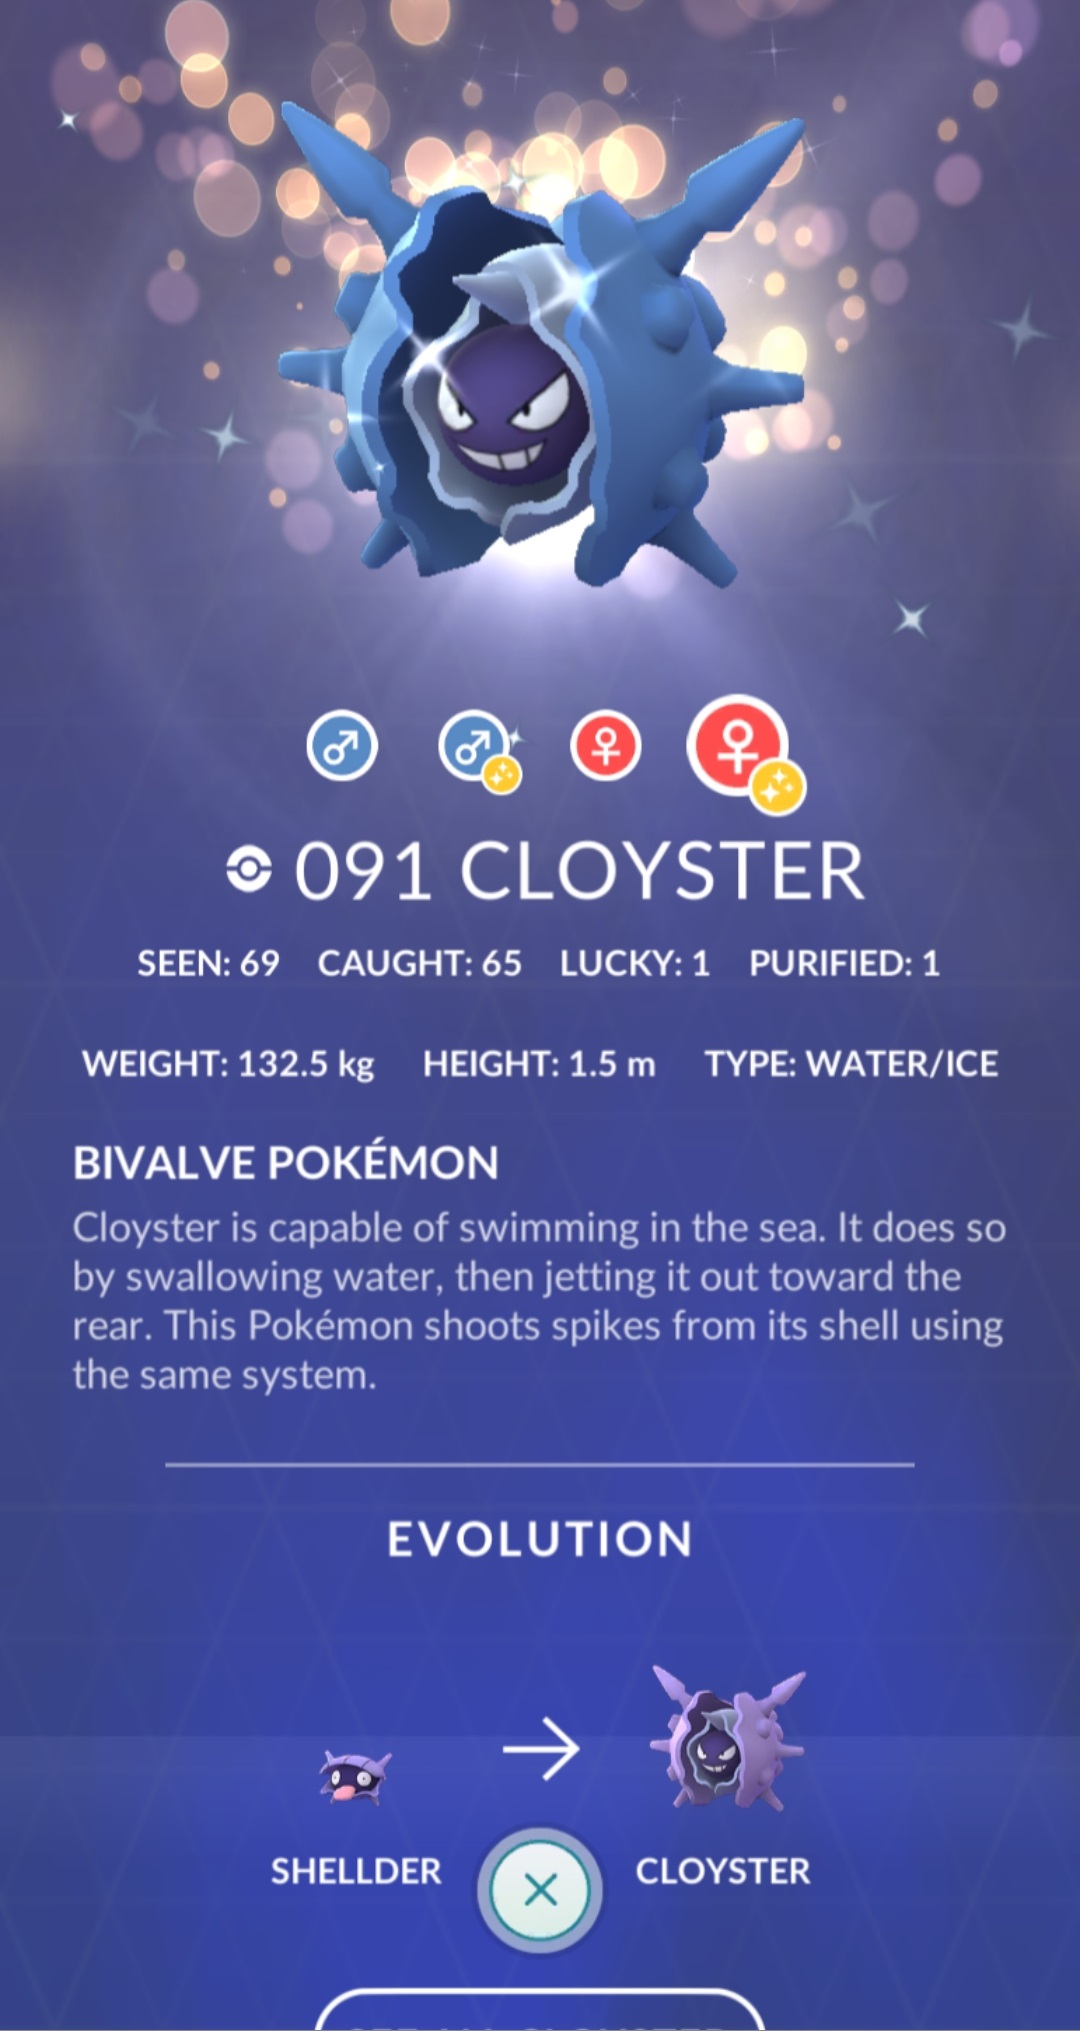 091 CLOYSTER
SEEN: 69 CAUGHT: 65 LUCKY: 1 PURIFIED: 1
WEIGHT: 132.5 kg HEIGHT: 1.5 m TYPE: WATER/ICE
BIVALVE POKÉMON
Cloyster is capable of swimming in the sea. It does so
by swallowing water, then jetting it out toward the
rear. This Pokémon shoots spikes from its shell using
the same system.
EVOLUTION
SHELLDER CLOYSTER